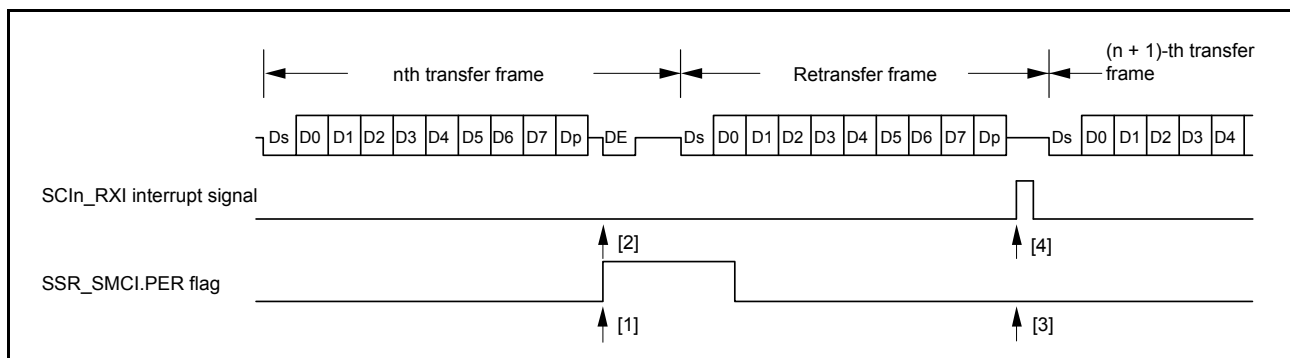 nth transfer frame
Retransfer frame
(n + 1)-th transfer
frame
Ds D0 D1 D2 D3 D4 D5 D6 D7 Dp DE Ds D0 D1 D2 D3 D4 D5 D6 D7 Dp Ds D0 D1 D2 D3 D4
SCIn_RXI interrupt signal
[2] [4]
SSR_SMCI.PER flag
[1] [3]